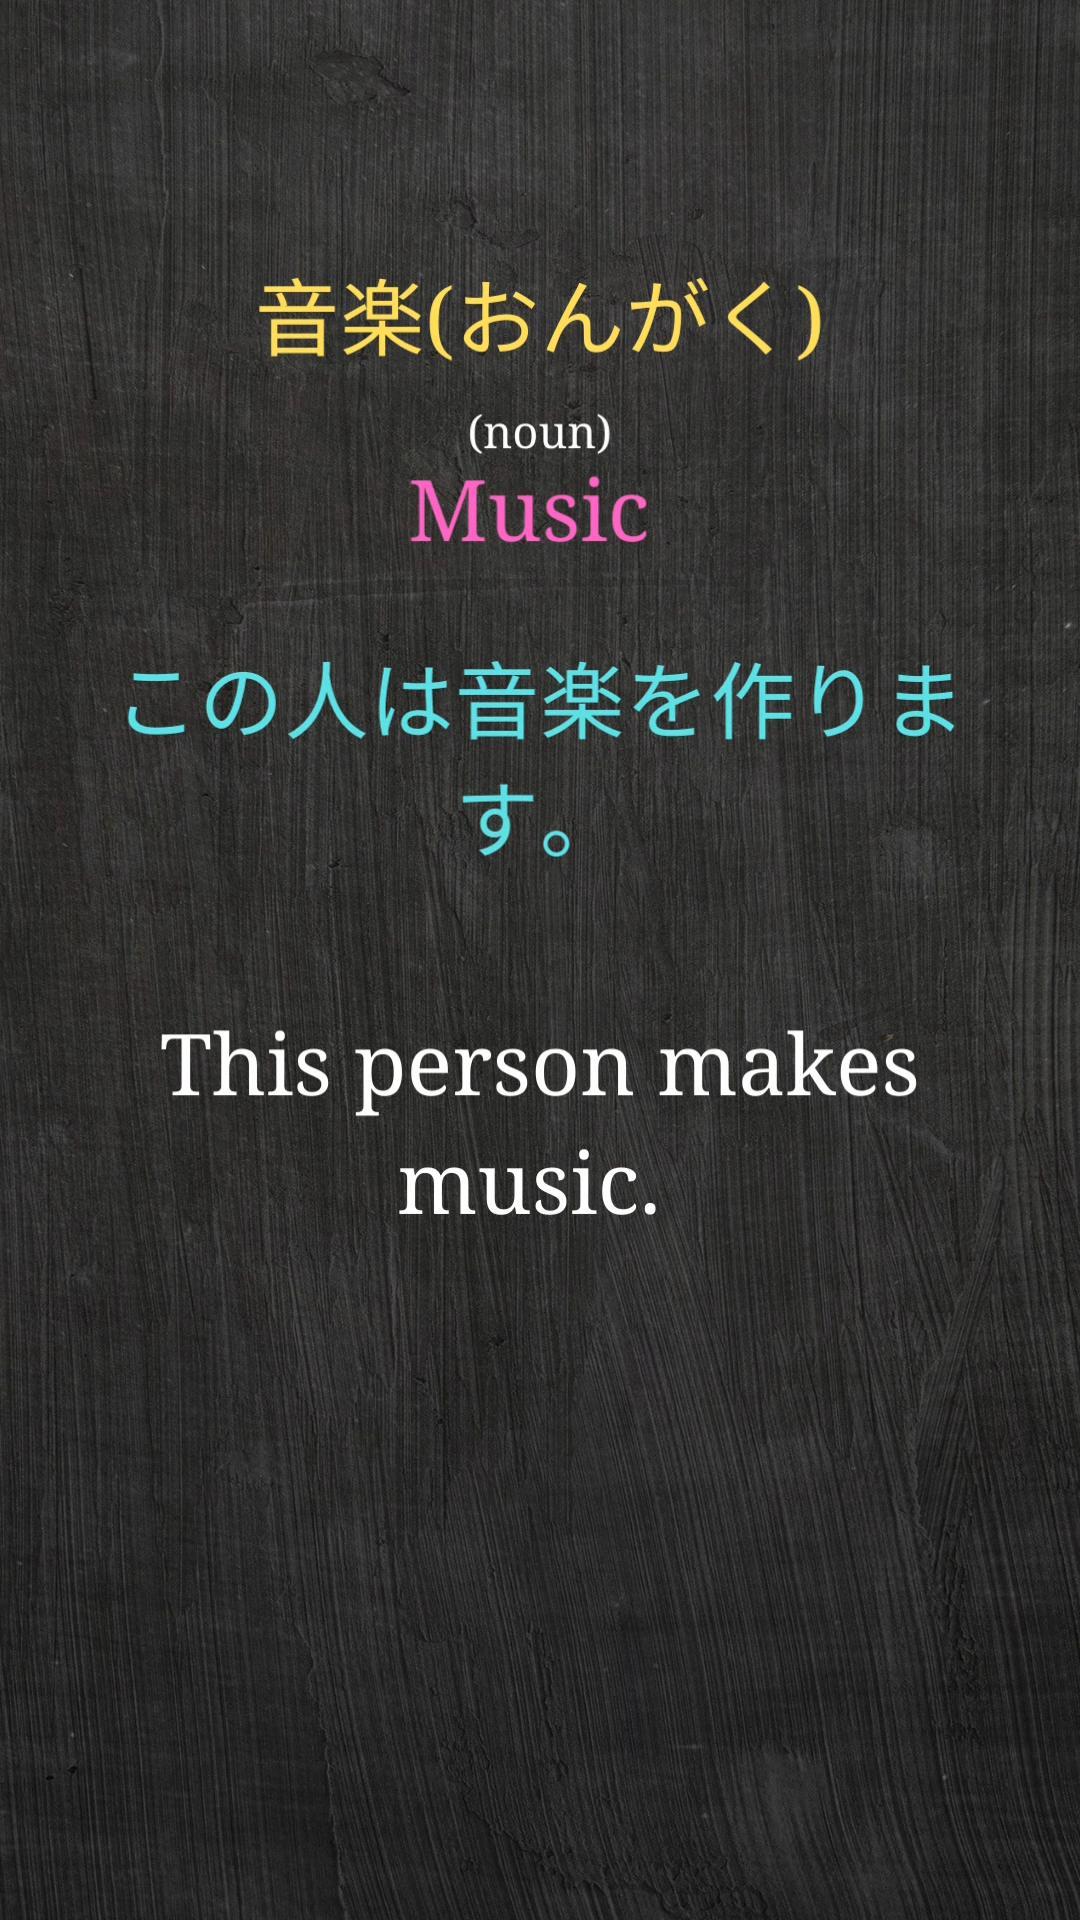 音楽(おんがく)
(noun)
Music
この人は音楽を作りま
す。
This person makes
music.